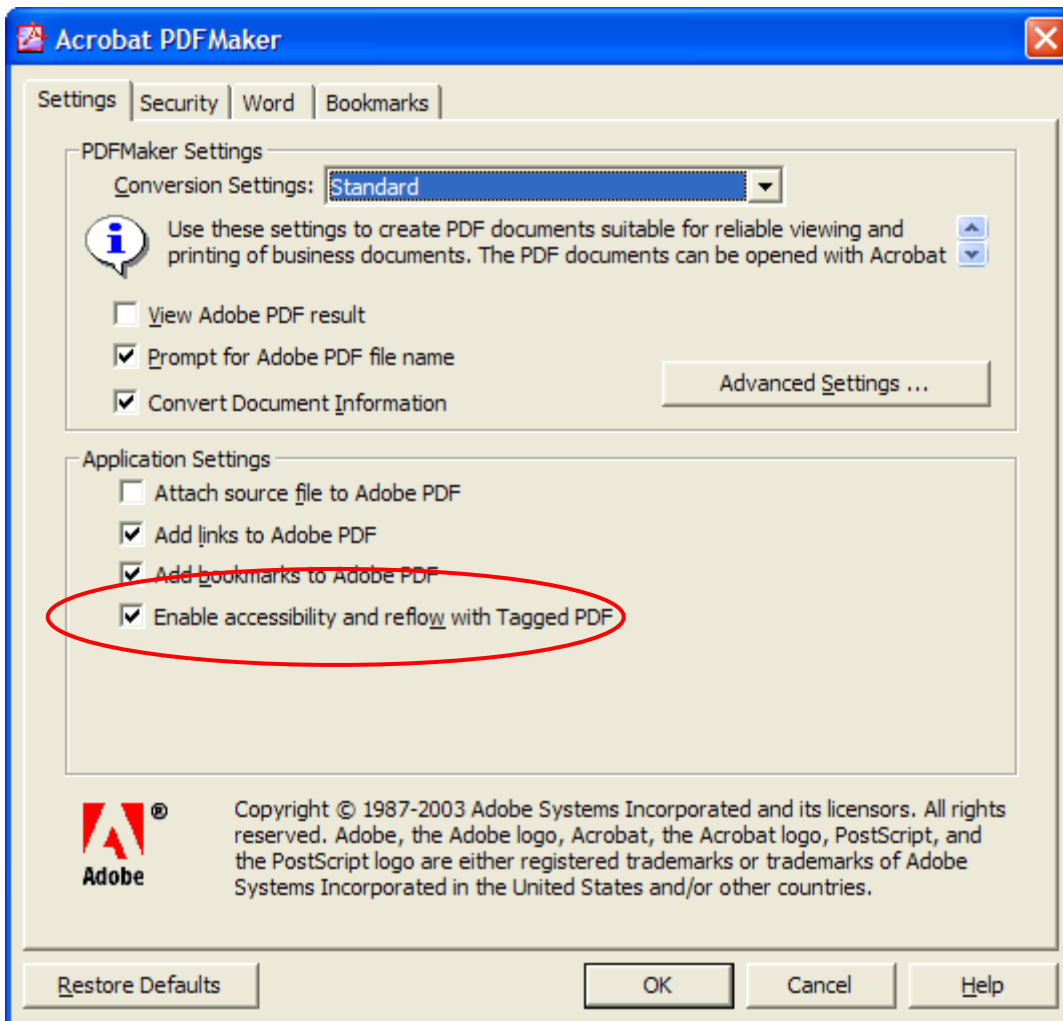 Acrobat PDFMaker
Settings Security Word Bookmarks
PDFMaker Settings
Conversion Settings: Standard
Use these settings to create PDF documents suitable for reliable viewing and
printing of business documents. The PDF documents can be opened with Acrobat
View Adobe PDF result
Prompt for Adobe PDF file name
Advanced Settings ...
Convert Document Information
Application Settings
Attach source file to Adobe PDF
Add links to Adobe PDF
Add bookmarks to Adobe PDF
Enable accessibility and reflow with Tagged PDF
Adobe ®
Copyright © 1987-2003 Adobe Systems Incorporated and its licensors. All rights
reserved. Adobe, the Adobe logo, Acrobat, the Acrobat logo, PostScript, and
the PostScript logo are either registered trademarks or trademarks of Adobe
Systems Incorporated in the United States and/or other countries.
Restore Defaults OK Cancel Help